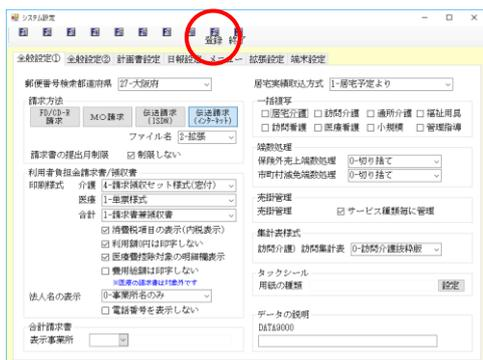 システム設定
登録 終了
全般設定① 全般設定② 計画書設定 日報設定 メニュー 拡張設定 端末設定
郵便番号検索都道府県 27-大阪府
請求方法
FD/CD-R請求 MO請求 伝送請求(ISDN) 伝送請求(インターネット)
ファイル名 2-拡張
請求書の提出月制限 制限しない
利用者負担金請求書/領収書
印刷様式 介護 4-請求領収セット様式(窓付)
医療 1-単票様式
合計 1-請求書兼領収書
消費税項目の表示(内税表示)
利用額0円は印字しない
医療費控除対象の明細欄表示
費用総額は印字しない
※医療の請求書は対象外です
法人名の表示 0-事業所名のみ
電話番号を表示しない
合計請求書
表示事業所
居宅実績取込方式 1-居宅予定より
一括複写
居宅介護 訪問介護 通所介護 福祉用具
訪問看護 医療看護 小規模 管理指導
端数処理
保険外売上端数処理 0-切り捨て
市町村減免端数処理 0-切り捨て
売掛管理
売掛管理 サービス種類毎に管理
集計表様式
訪問介護) 訪問集計表 0-訪問介護抜粋版
タックシール
用紙の種類 設定
データの説明
DATA9000